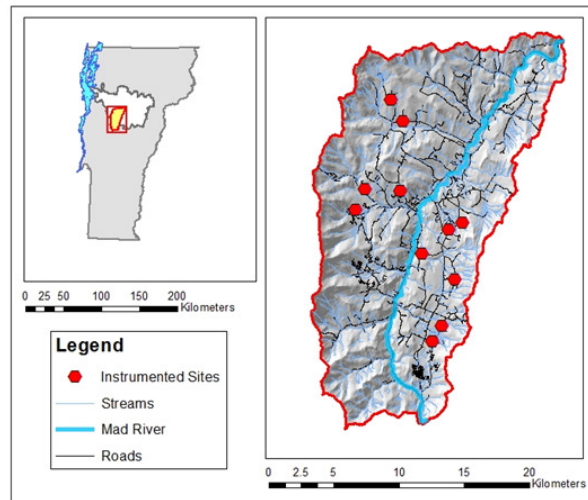 0 25 50 100 150 200
Kilometers
Legend
Instrumented Sites
Streams
Mad River
Roads
0 2.5 5 10 15 20
Kilometers